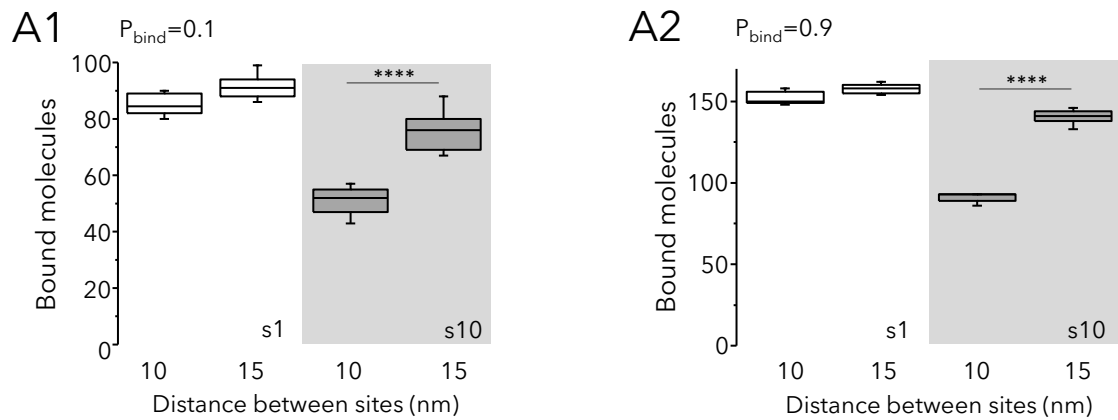 A1
P_bind=0.1
Bound molecules
100
80
60
40
20
0
****
s1
s10
10 15 10 15
Distance between sites (nm)
A2
P_bind=0.9
Bound molecules
150
100
50
0
****
s1
s10
10 15 10 15
Distance between sites (nm)